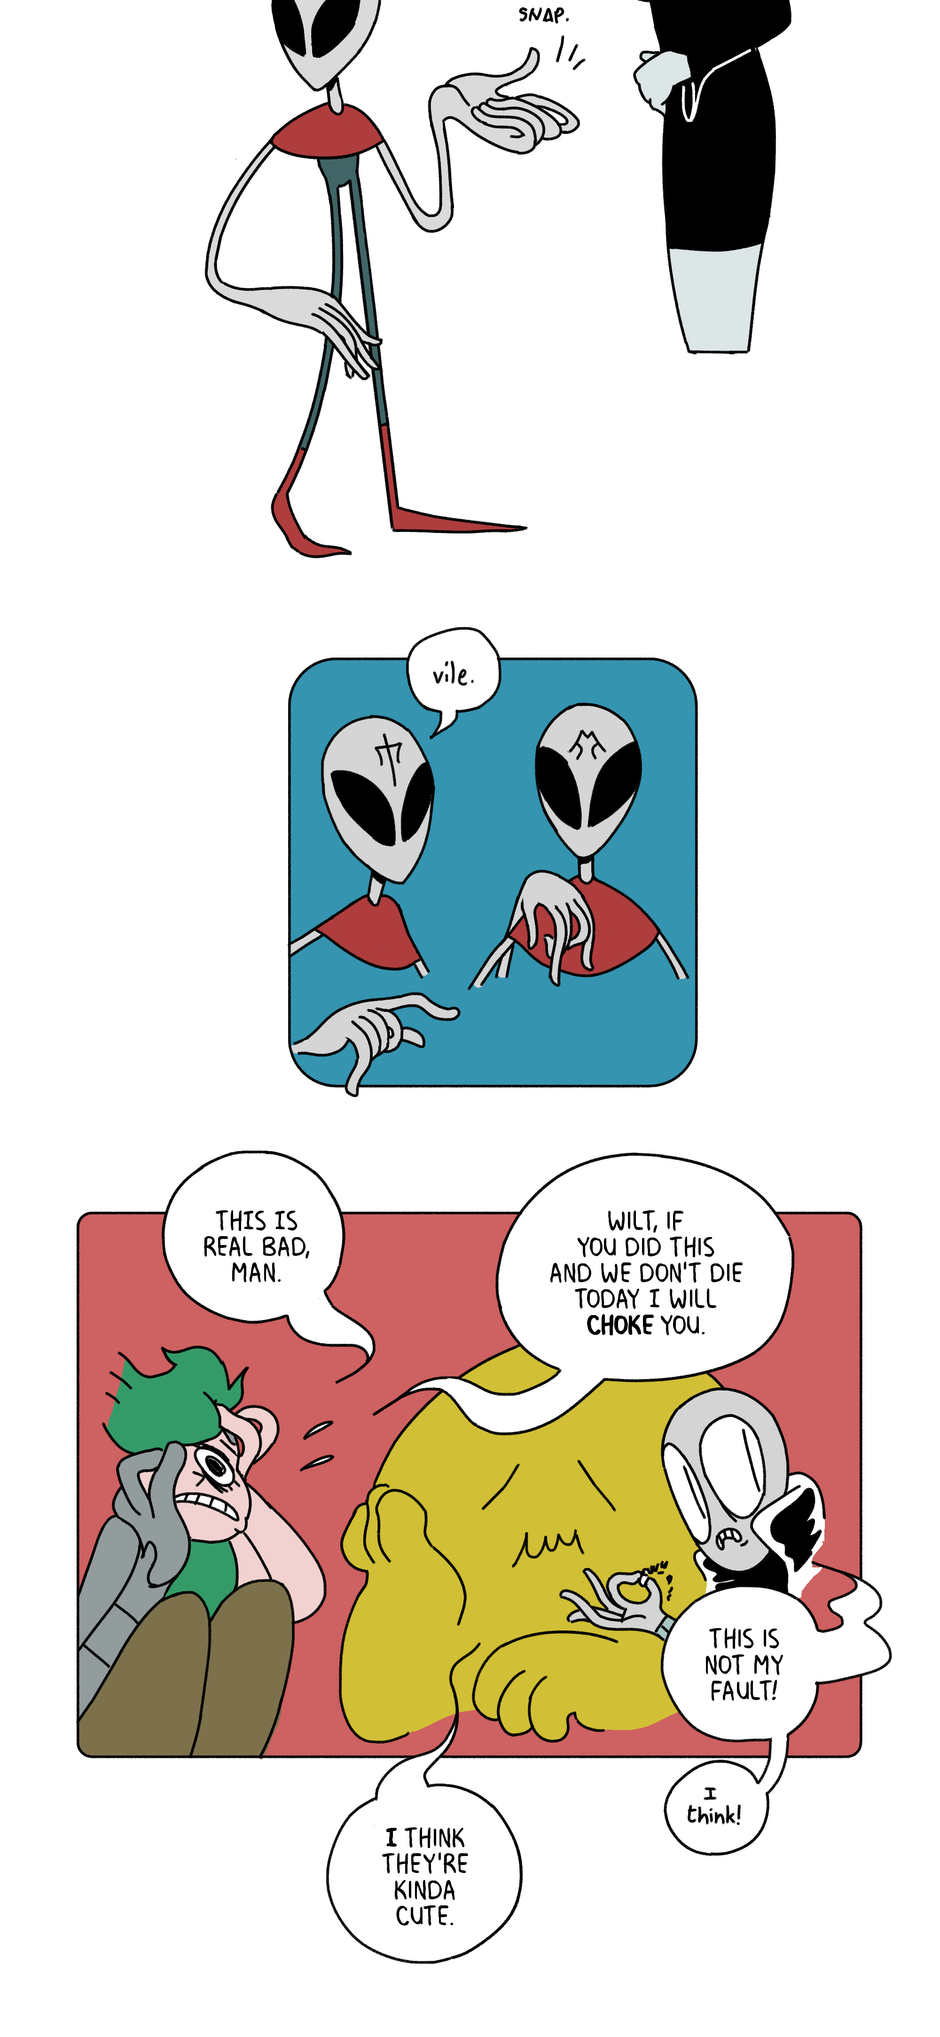 SNAP.
vile.
THIS IS
REAL BAD,
MAN.
WILT, IF
YOU DID THIS
AND WE DON'T DIE
TODAY I WILL
CHOKE YOU.
THIS IS
NOT MY
FAULT!
I
think!
I THINK
THEY'RE
KINDA
CUTE.